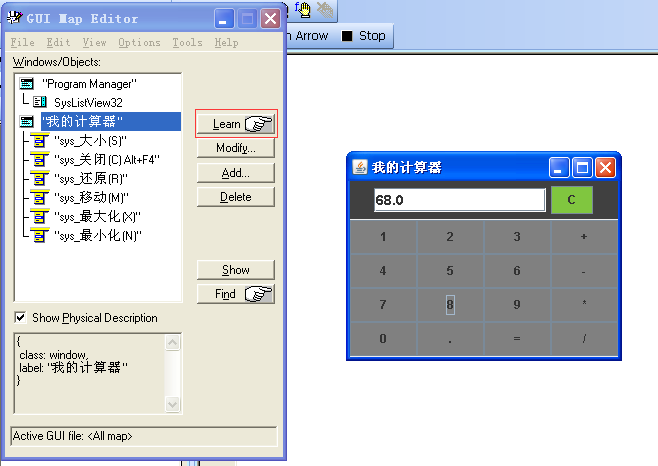 GUI Map Editor
File Edit View Options Tools Help
Windows/Objects:
"Program Manager"
SysListView32
"我的计算器"
"sys_大小(S)"
"sys_关闭(C) Alt+F4"
"sys_还原(R)"
"sys_移动(M)"
"sys_最大化(X)"
"sys_最小化(N)"
Learn
Modify...
Add...
Delete
Show
Find
Show Physical Description
{
class: window,
label: "我的计算器"
}
Active GUI file: <All map>
Arrow Stop
我的计算器
68.0 C
1 2 3 +
4 5 6 -
7 8 9 *
0 . = /